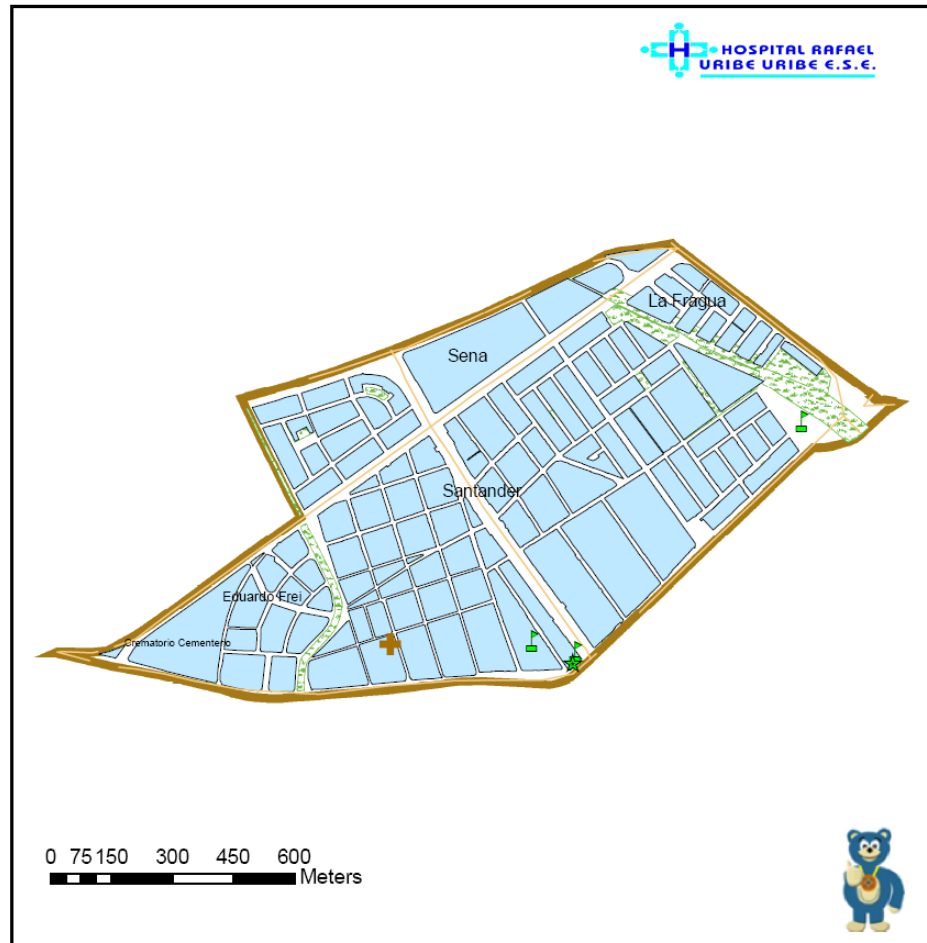 HOSPITAL RAFAEL
URIBE URIBE E.S.E.
La Fragua
Sena
Santander
Eduardo Frei
Crematorio Cementerio
0 75 150 300 450 600
Meters